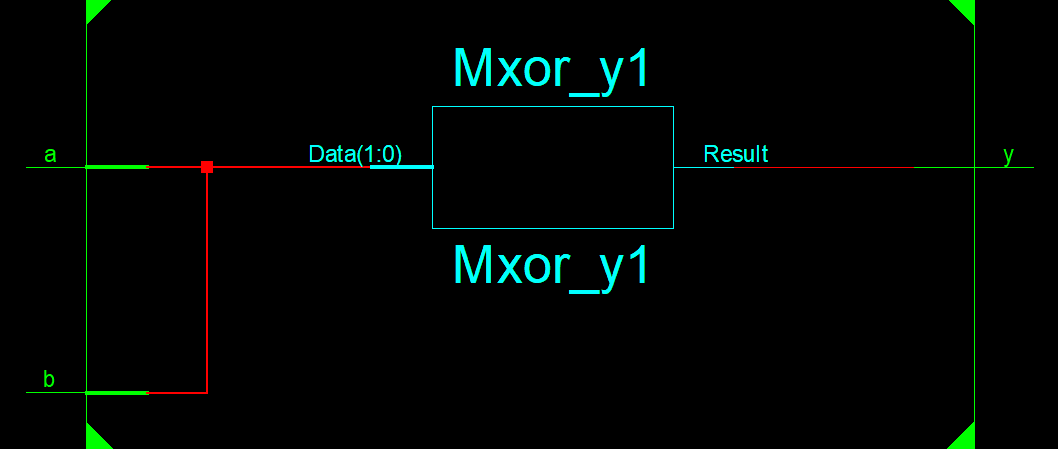 Mxor_y1
a
Data(1:0)
Result
y
Mxor_y1
b